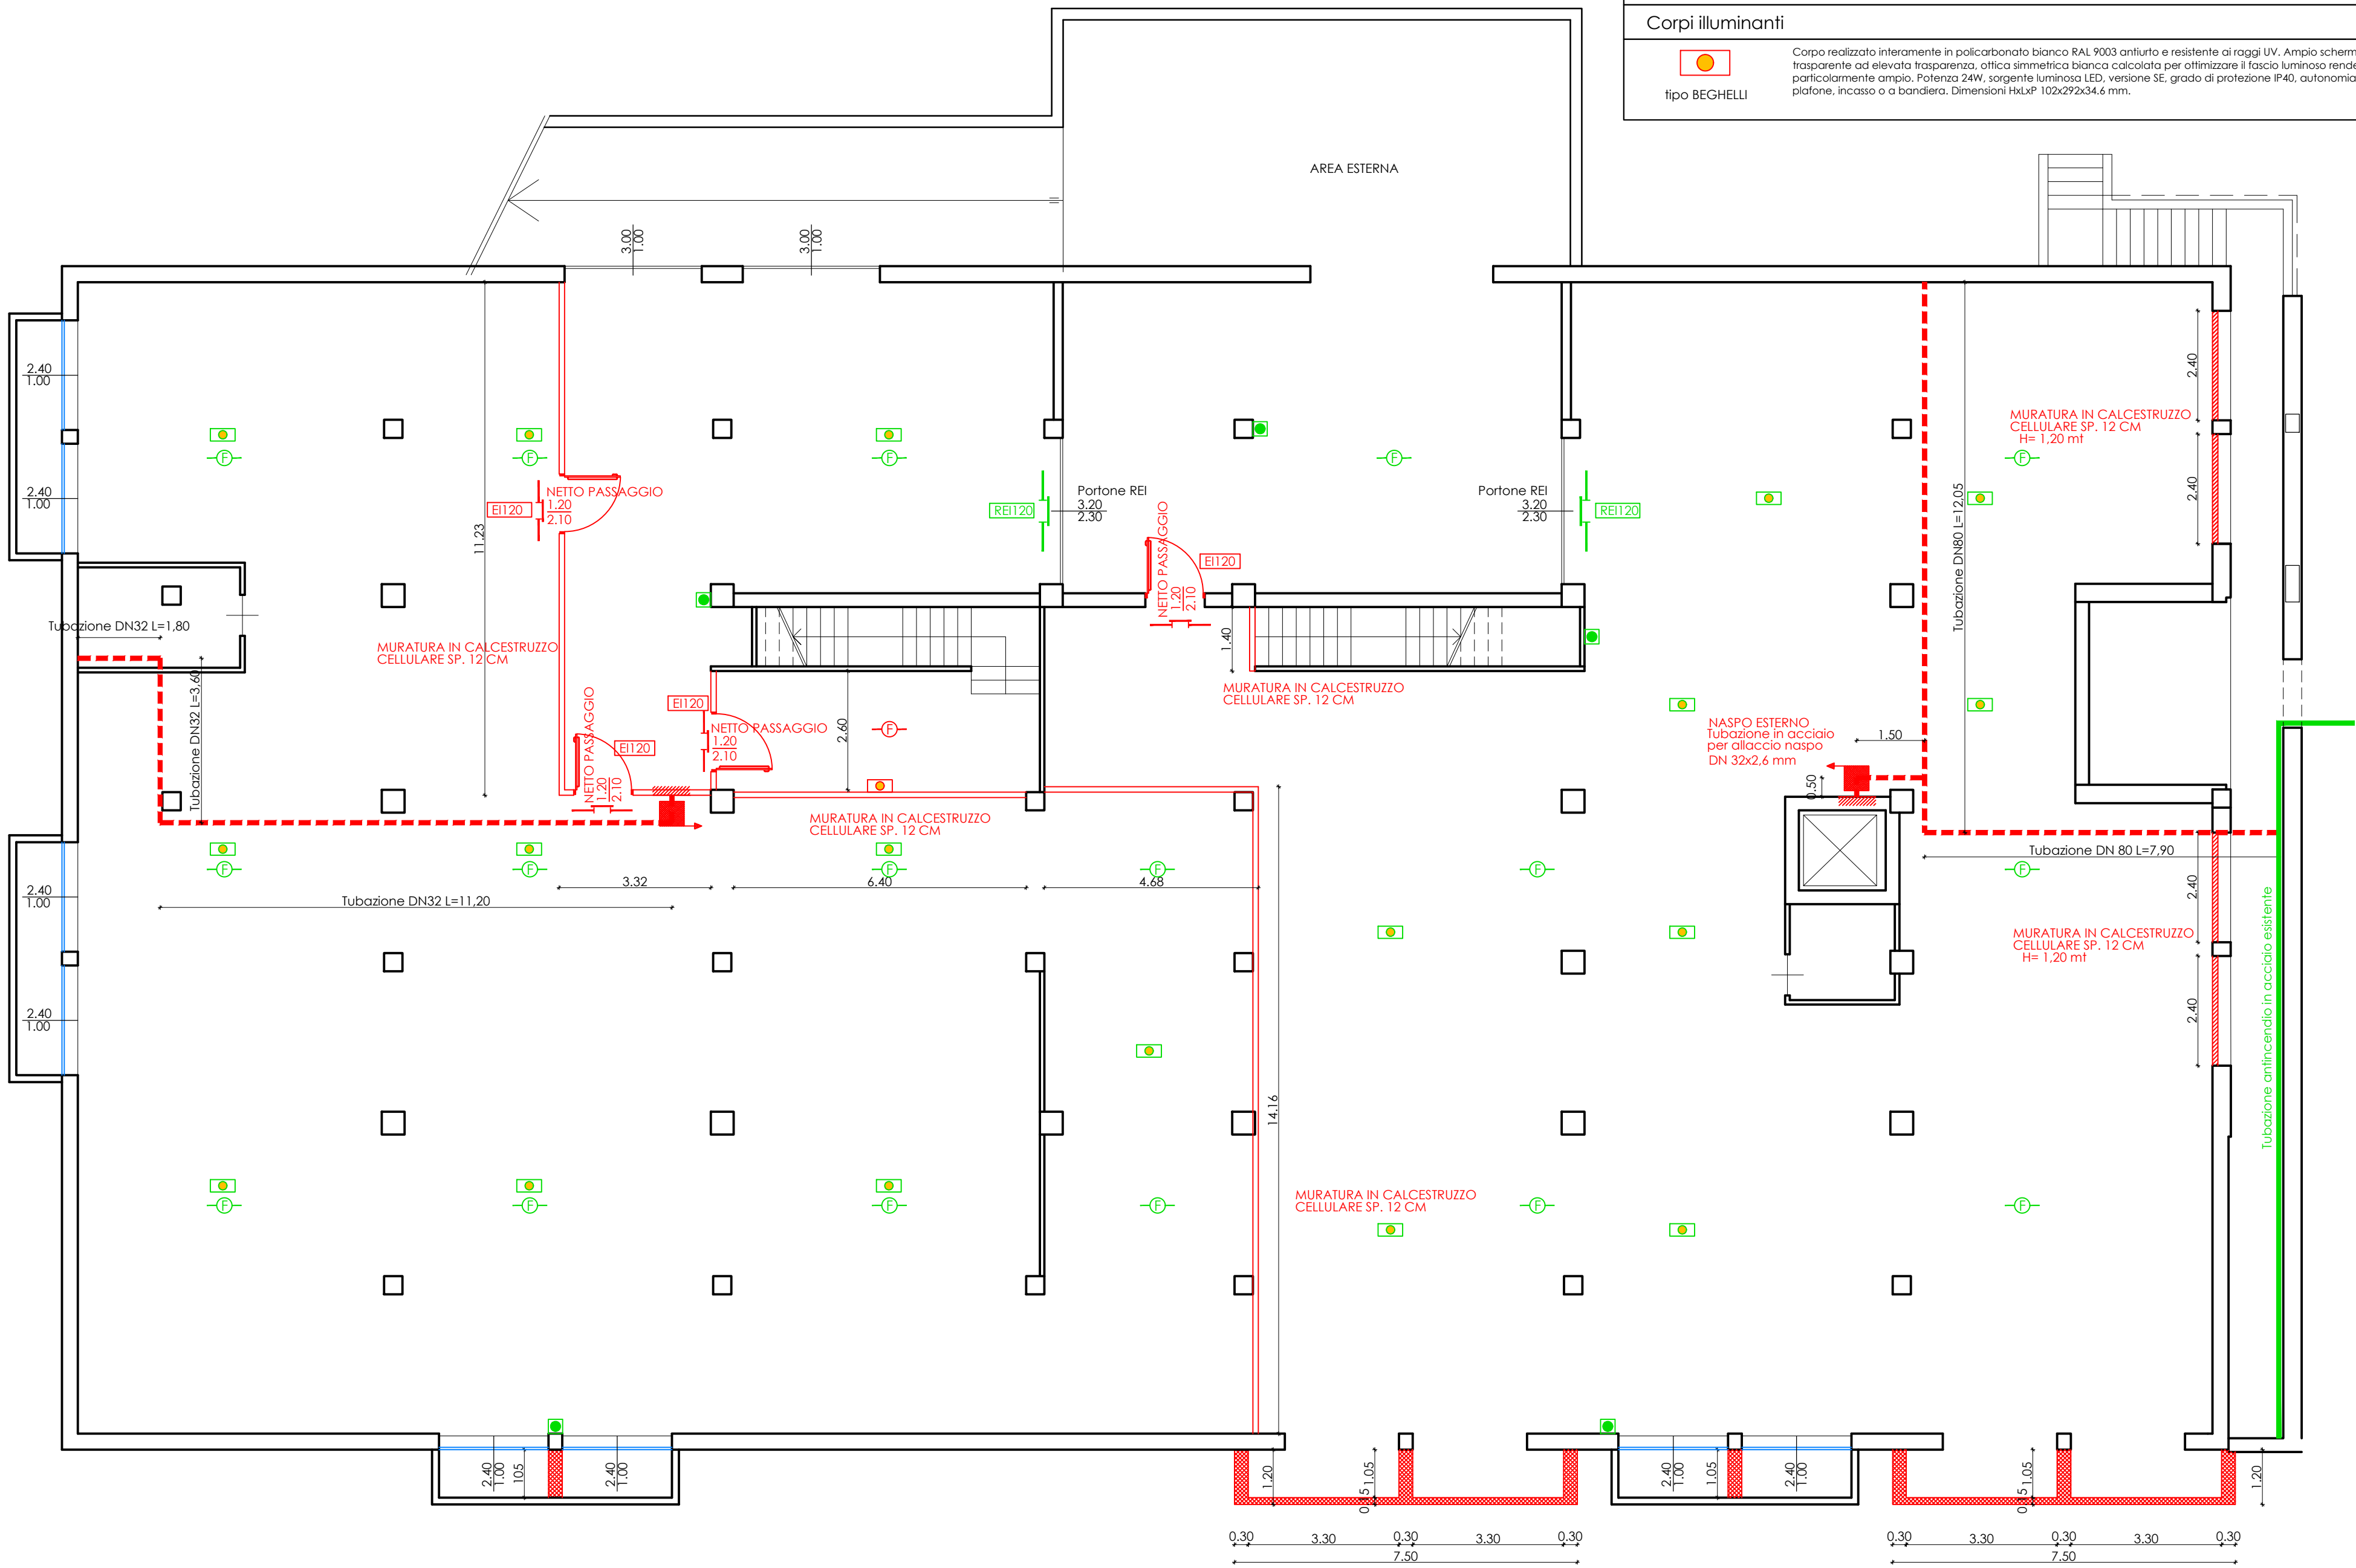 Corpi illuminanti
Corpo realizzato interamente in policarbonato bianco RAL 9003 antiurto e resistente ai raggi UV. Ampio scherm
trasparente ad elevata trasparenza, ottica simmetrica bianca calcolata per ottimizzare il fascio luminoso rende
particolarmente ampio. Potenza 24W, sorgente luminosa LED, versione SE, grado di protezione IP40, autonomia
plafone, incasso o a bandiera. Dimensioni HxLxP 102x292x34.6 mm.
tipo BEGHELLI
AREA ESTERNA
3.00
1.00
3.00
1.00
2.40
1.00
2.40
1.00
11.23
F
F
F
F
F
EI120
NETTO PASSAGGIO
1.20
2.10
REI120
Portone REI
3.20
2.30
NETTO PASSAGGIO
1.20
2.10
EI120
Portone REI
3.20
2.30
REI120
Tubazione DN80 L=12,05
MURATURA IN CALCESTRUZZO
CELLULARE SP. 12 CM
H= 1,20 mt
2.40
2.40
Tubazione DN32 L=1,80
Tubazione DN32 L=3,60
MURATURA IN CALCESTRUZZO
CELLULARE SP. 12 CM
NETTO PASSAGGIO
1.20
2.10
EI120
EI120
NETTO PASSAGGIO
1.20
2.10
2.60
F
1.40
MURATURA IN CALCESTRUZZO
CELLULARE SP. 12 CM
NASPO ESTERNO
Tubazione in acciaio
per allaccio naspo
DN 32x2,6 mm
1.50
0.50
MURATURA IN CALCESTRUZZO
CELLULARE SP. 12 CM
F
F
F
F
F
F
3.32
6.40
4.68
Tubazione DN32 L=11,20
Tubazione DN 80 L=7,90
2.40
1.00
2.40
1.00
2.40
2.40
MURATURA IN CALCESTRUZZO
CELLULARE SP. 12 CM
H= 1,20 mt
Tubazione antincendio in acciaio esistente
14.16
MURATURA IN CALCESTRUZZO
CELLULARE SP. 12 CM
F
F
F
F
F
F
2.40
1.00
105
2.40
1.00
1.20
0.15
1.05
2.40
1.00
1.05
2.40
1.00
0.15
1.05
1.20
0.30
3.30
0.30
3.30
0.30
7.50
0.30
3.30
0.30
3.30
0.30
7.50